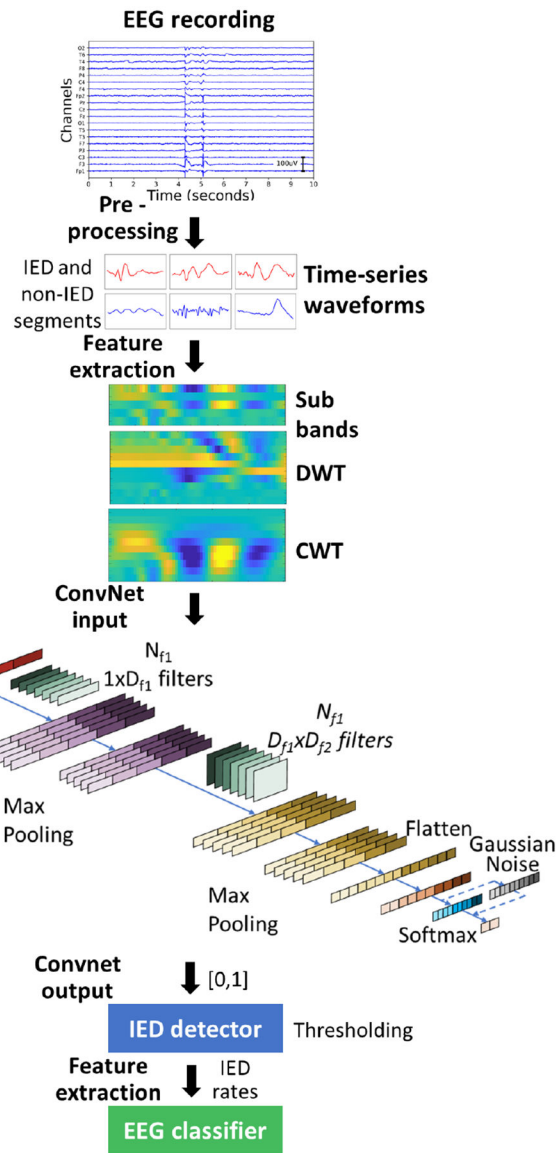 EEG recording
Channels
O2
T6
T4
F8
P4
C4
F4
Fp2
Pz
Cz
Fz
O1
T5
T3
F7
P3
C3
F3
Fp1
100uV
0 1 2 3 4 5 6 7 8 9 10
Time (seconds)
Pre -
processing
IED and
non-IED
segments
Time-series
waveforms
Feature
extraction
Sub
bands
DWT
CWT
ConvNet
input
Nf1
1xDf1 filters
Nf1
Df1xDf2 filters
Max
Pooling
Flatten
Gaussian
Noise
Max
Pooling
Softmax
Convnet
output
[0,1]
IED detector
Thresholding
Feature
extraction
IED
rates
EEG classifier